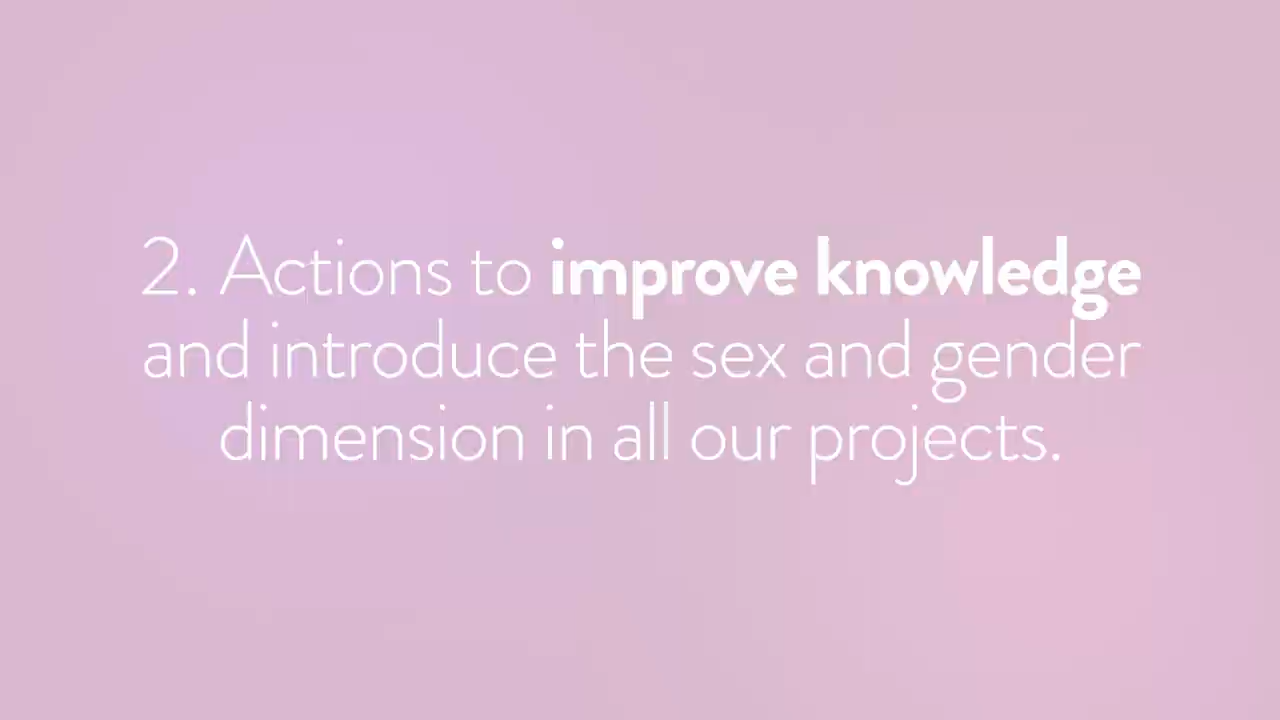 2. Actions to improve knowledge
and introduce the sex and gender
dimension in all our projects.